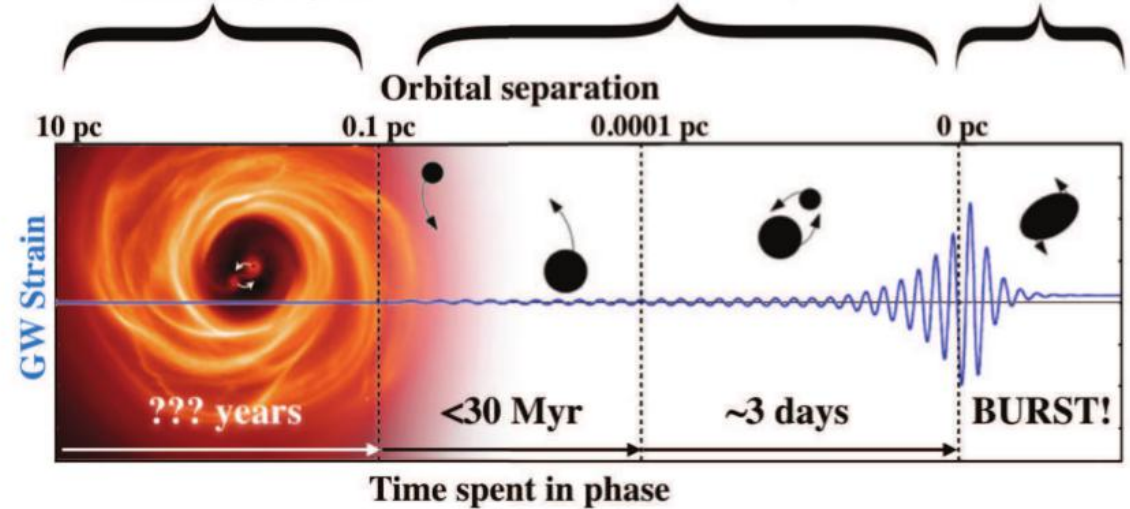 Orbital separation
10 pc 0.1 pc 0.0001 pc 0 pc
GW Strain
??? years <30 Myr ~3 days BURST!
Time spent in phase